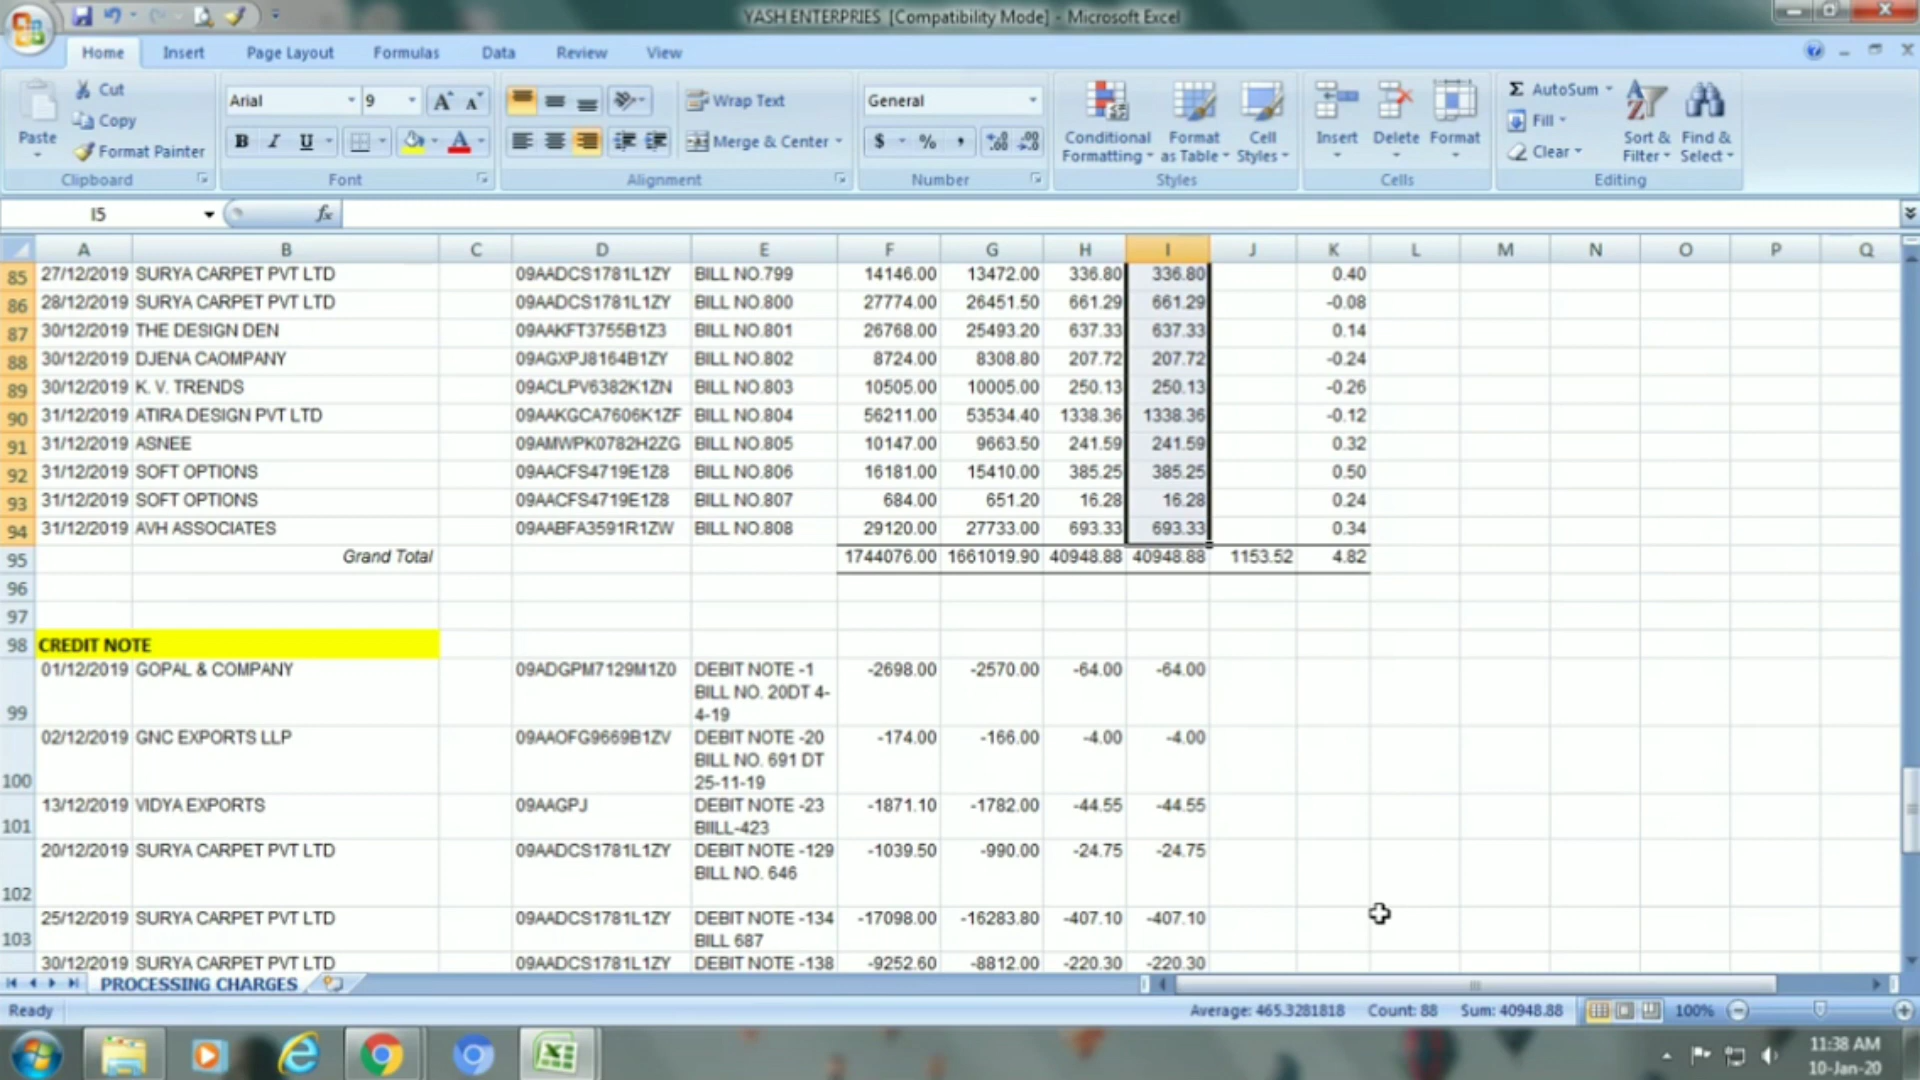 YASH ENTERPRIES [Compatibility Mode] - Microsoft Excel
Home Insert Page Layout Formulas Data Review View
Paste Cut Copy Format Painter Clipboard
Arial 9 B I U Font
Wrap Text Merge & Center Alignment
General $ % , Number
Conditional Formatting Format as Table Cell Styles Styles
Insert Delete Format Cells
Σ AutoSum Fill Clear Sort & Filter Find & Select Editing
I5 fx
A B C D E F G H I J K L M N O P Q
85 27/12/2019 SURYA CARPET PVT LTD 09AADCS1781L1ZY BILL NO.799 14146.00 13472.00 336.80 336.80 0.40
86 28/12/2019 SURYA CARPET PVT LTD 09AADCS1781L1ZY BILL NO.800 27774.00 26451.50 661.29 661.29 -0.08
87 30/12/2019 THE DESIGN DEN 09AAKFT3755B1Z3 BILL NO.801 26768.00 25493.20 637.33 637.33 0.14
88 30/12/2019 DJENA CAOMPANY 09AGXPJ8164B1ZY BILL NO.802 8724.00 8308.80 207.72 207.72 -0.24
89 30/12/2019 K. V. TRENDS 09ACLPV6382K1ZN BILL NO.803 10505.00 10005.00 250.13 250.13 -0.26
90 31/12/2019 ATIRA DESIGN PVT LTD 09AAKGCA7606K1ZF BILL NO.804 56211.00 53534.40 1338.36 1338.36 -0.12
91 31/12/2019 ASNEE 09AMWPK0782H2ZG BILL NO.805 10147.00 9663.50 241.59 241.59 0.32
92 31/12/2019 SOFT OPTIONS 09AACFS4719E1Z8 BILL NO.806 16181.00 15410.00 385.25 385.25 0.50
93 31/12/2019 SOFT OPTIONS 09AACFS4719E1Z8 BILL NO.807 684.00 651.20 16.28 16.28 0.24
94 31/12/2019 AVH ASSOCIATES 09AABFA3591R1ZW BILL NO.808 29120.00 27733.00 693.33 693.33 0.34
95 Grand Total 1744076.00 1661019.90 40948.88 40948.88 1153.52 4.82
96
97
98 CREDIT NOTE
01/12/2019 GOPAL & COMPANY 09ADGPM7129M1Z0 DEBIT NOTE -1 -2698.00 -2570.00 -64.00 -64.00
BILL NO. 20DT 4-
99 4-19
02/12/2019 GNC EXPORTS LLP 09AAOFG9669B1ZV DEBIT NOTE -20 -174.00 -166.00 -4.00 -4.00
BILL NO. 691 DT
100 25-11-19
13/12/2019 VIDYA EXPORTS 09AAGPJ DEBIT NOTE -23 -1871.10 -1782.00 -44.55 -44.55
101 BIILL-423
20/12/2019 SURYA CARPET PVT LTD 09AADCS1781L1ZY DEBIT NOTE -129 -1039.50 -990.00 -24.75 -24.75
BILL NO. 646
102
25/12/2019 SURYA CARPET PVT LTD 09AADCS1781L1ZY DEBIT NOTE -134 -17098.00 -16283.80 -407.10 -407.10
103 BILL 687
30/12/2019 SURYA CARPET PVT LTD 09AADCS1781L1ZY DEBIT NOTE -138 -9252.60 -8812.00 -220.30 -220.30
PROCESSING CHARGES
Ready Average: 465.3281818 Count: 88 Sum: 40948.88 100%
11:38 AM
10-Jan-20